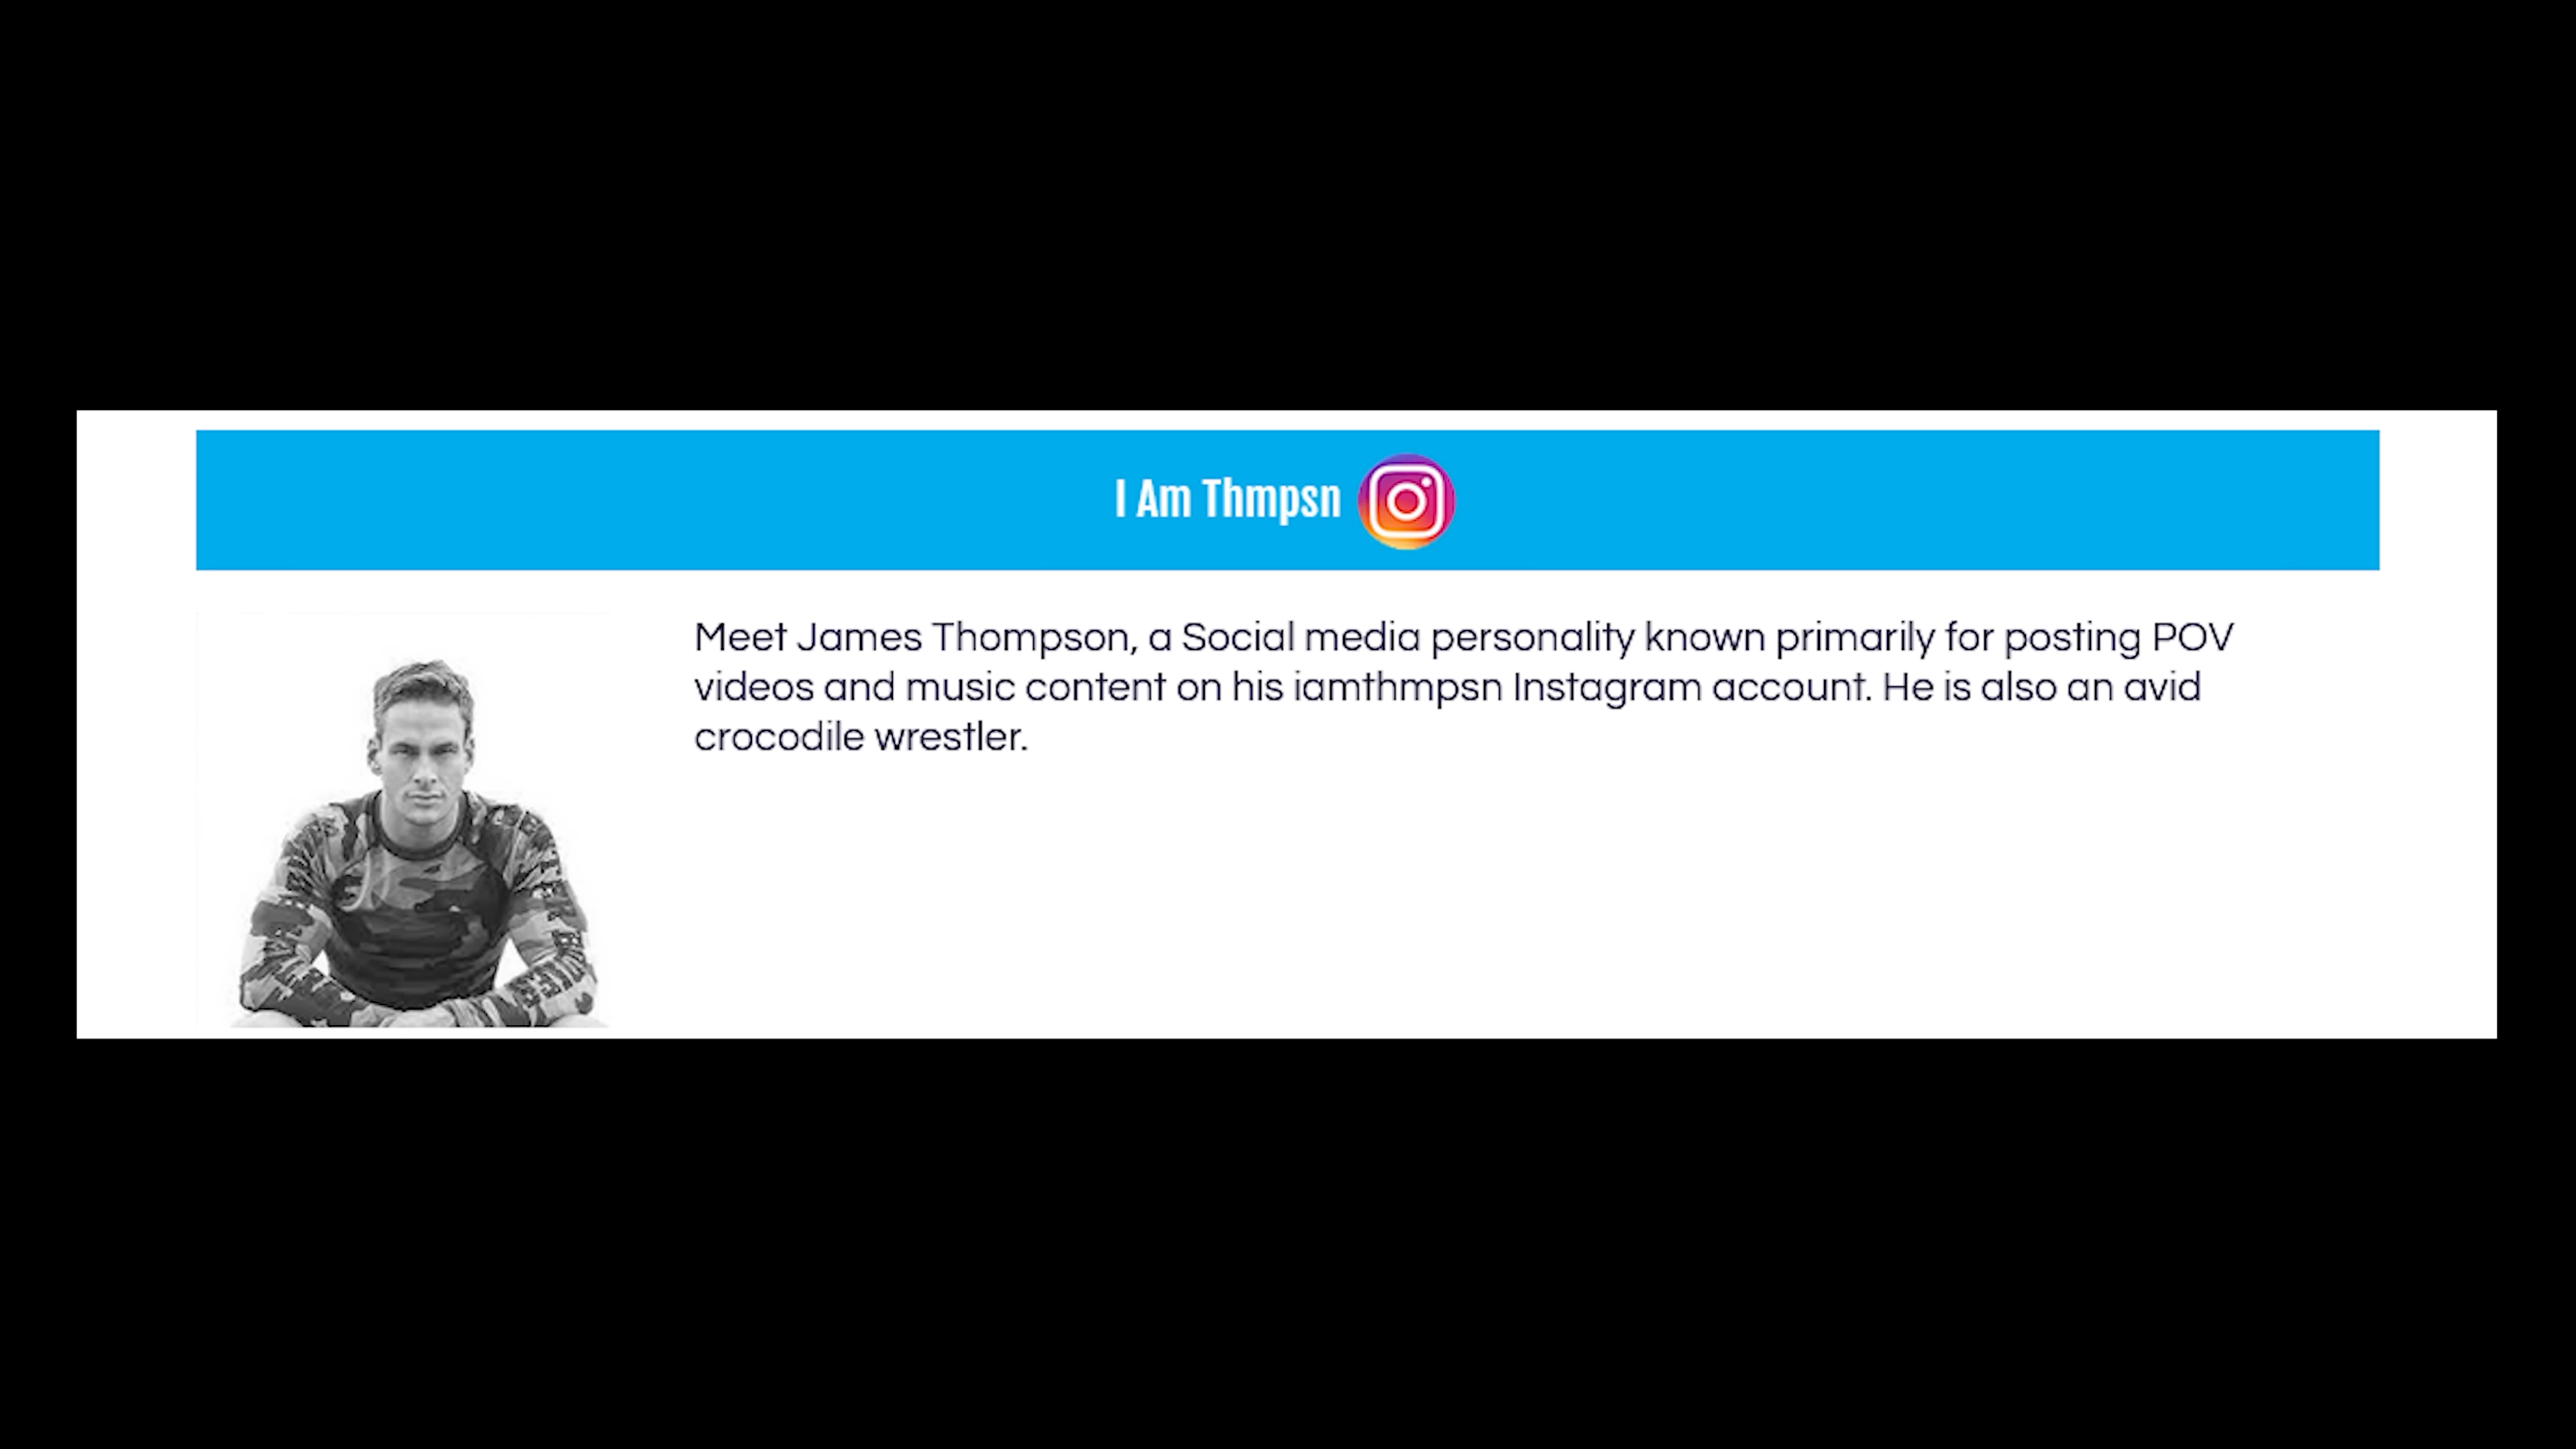 I Am Thmpsn
Meet James Thompson, a Social media personality known primarily for posting POV
videos and music content on his iamthmpsn Instagram account. He is also an avid
crocodile wrestler.